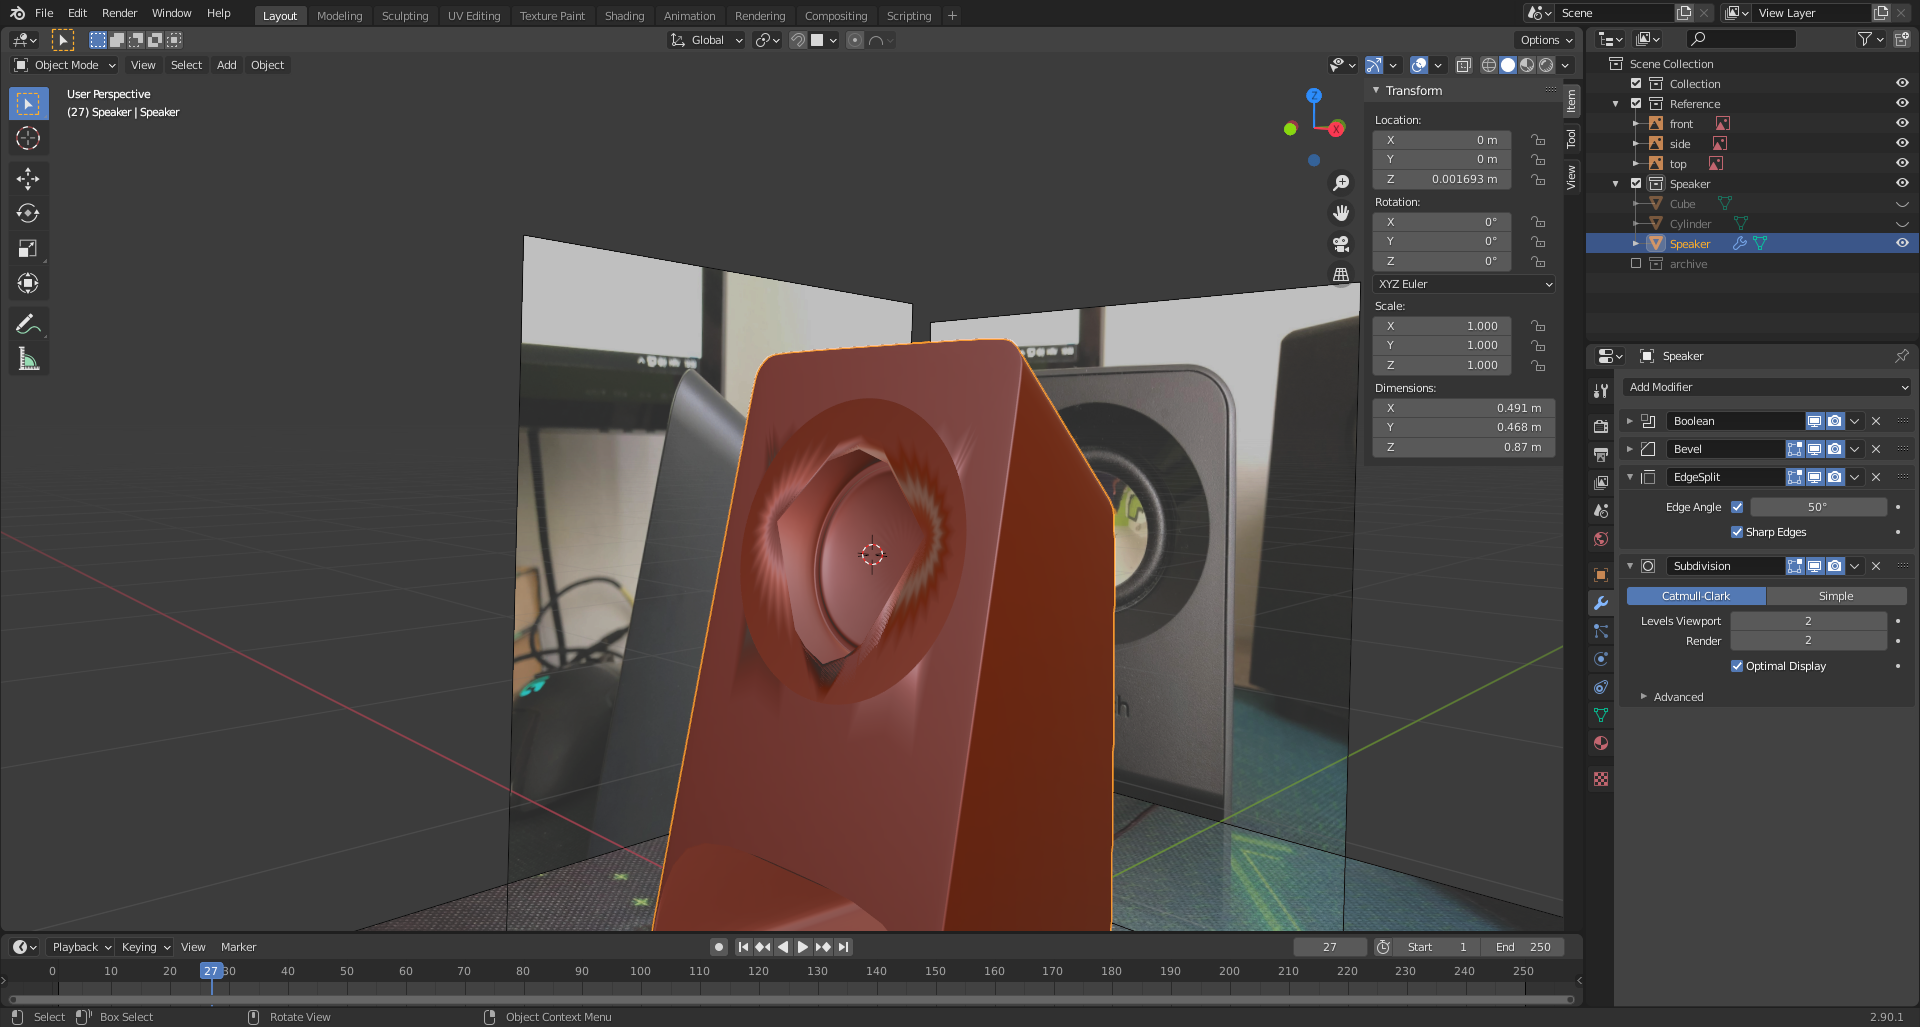 File Edit Render Window Help
Layout Modeling Sculpting UV Editing Texture Paint Shading Animation Rendering Compositing Scripting +
Scene
View Layer
Global
Options
Object Mode View Select Add Object
User Perspective
(27) Speaker | Speaker
Z
X
Transform
Location:
X 0 m
Y 0 m
Z 0.001693 m
Rotation:
X 0°
Y 0°
Z 0°
XYZ Euler
Scale:
X 1.000
Y 1.000
Z 1.000
Dimensions:
X 0.491 m
Y 0.468 m
Z 0.87 m
Item
Tool
View
h
Scene Collection
Collection
Reference
front
side
top
Speaker
Cube
Cylinder
Speaker
archive
Speaker
Add Modifier
Boolean
Bevel
EdgeSplit
Edge Angle 50°
Sharp Edges
Subdivision
Catmull-Clark Simple
Levels Viewport 2
Render 2
Optimal Display
Advanced
Playback Keying View Marker
27
Start 1
End 250
0 10 20 27 30 40 50 60 70 80 90 100 110 120 130 140 150 160 170 180 190 200 210 220 230 240 250
Select Box Select Rotate View Object Context Menu
2.90.1